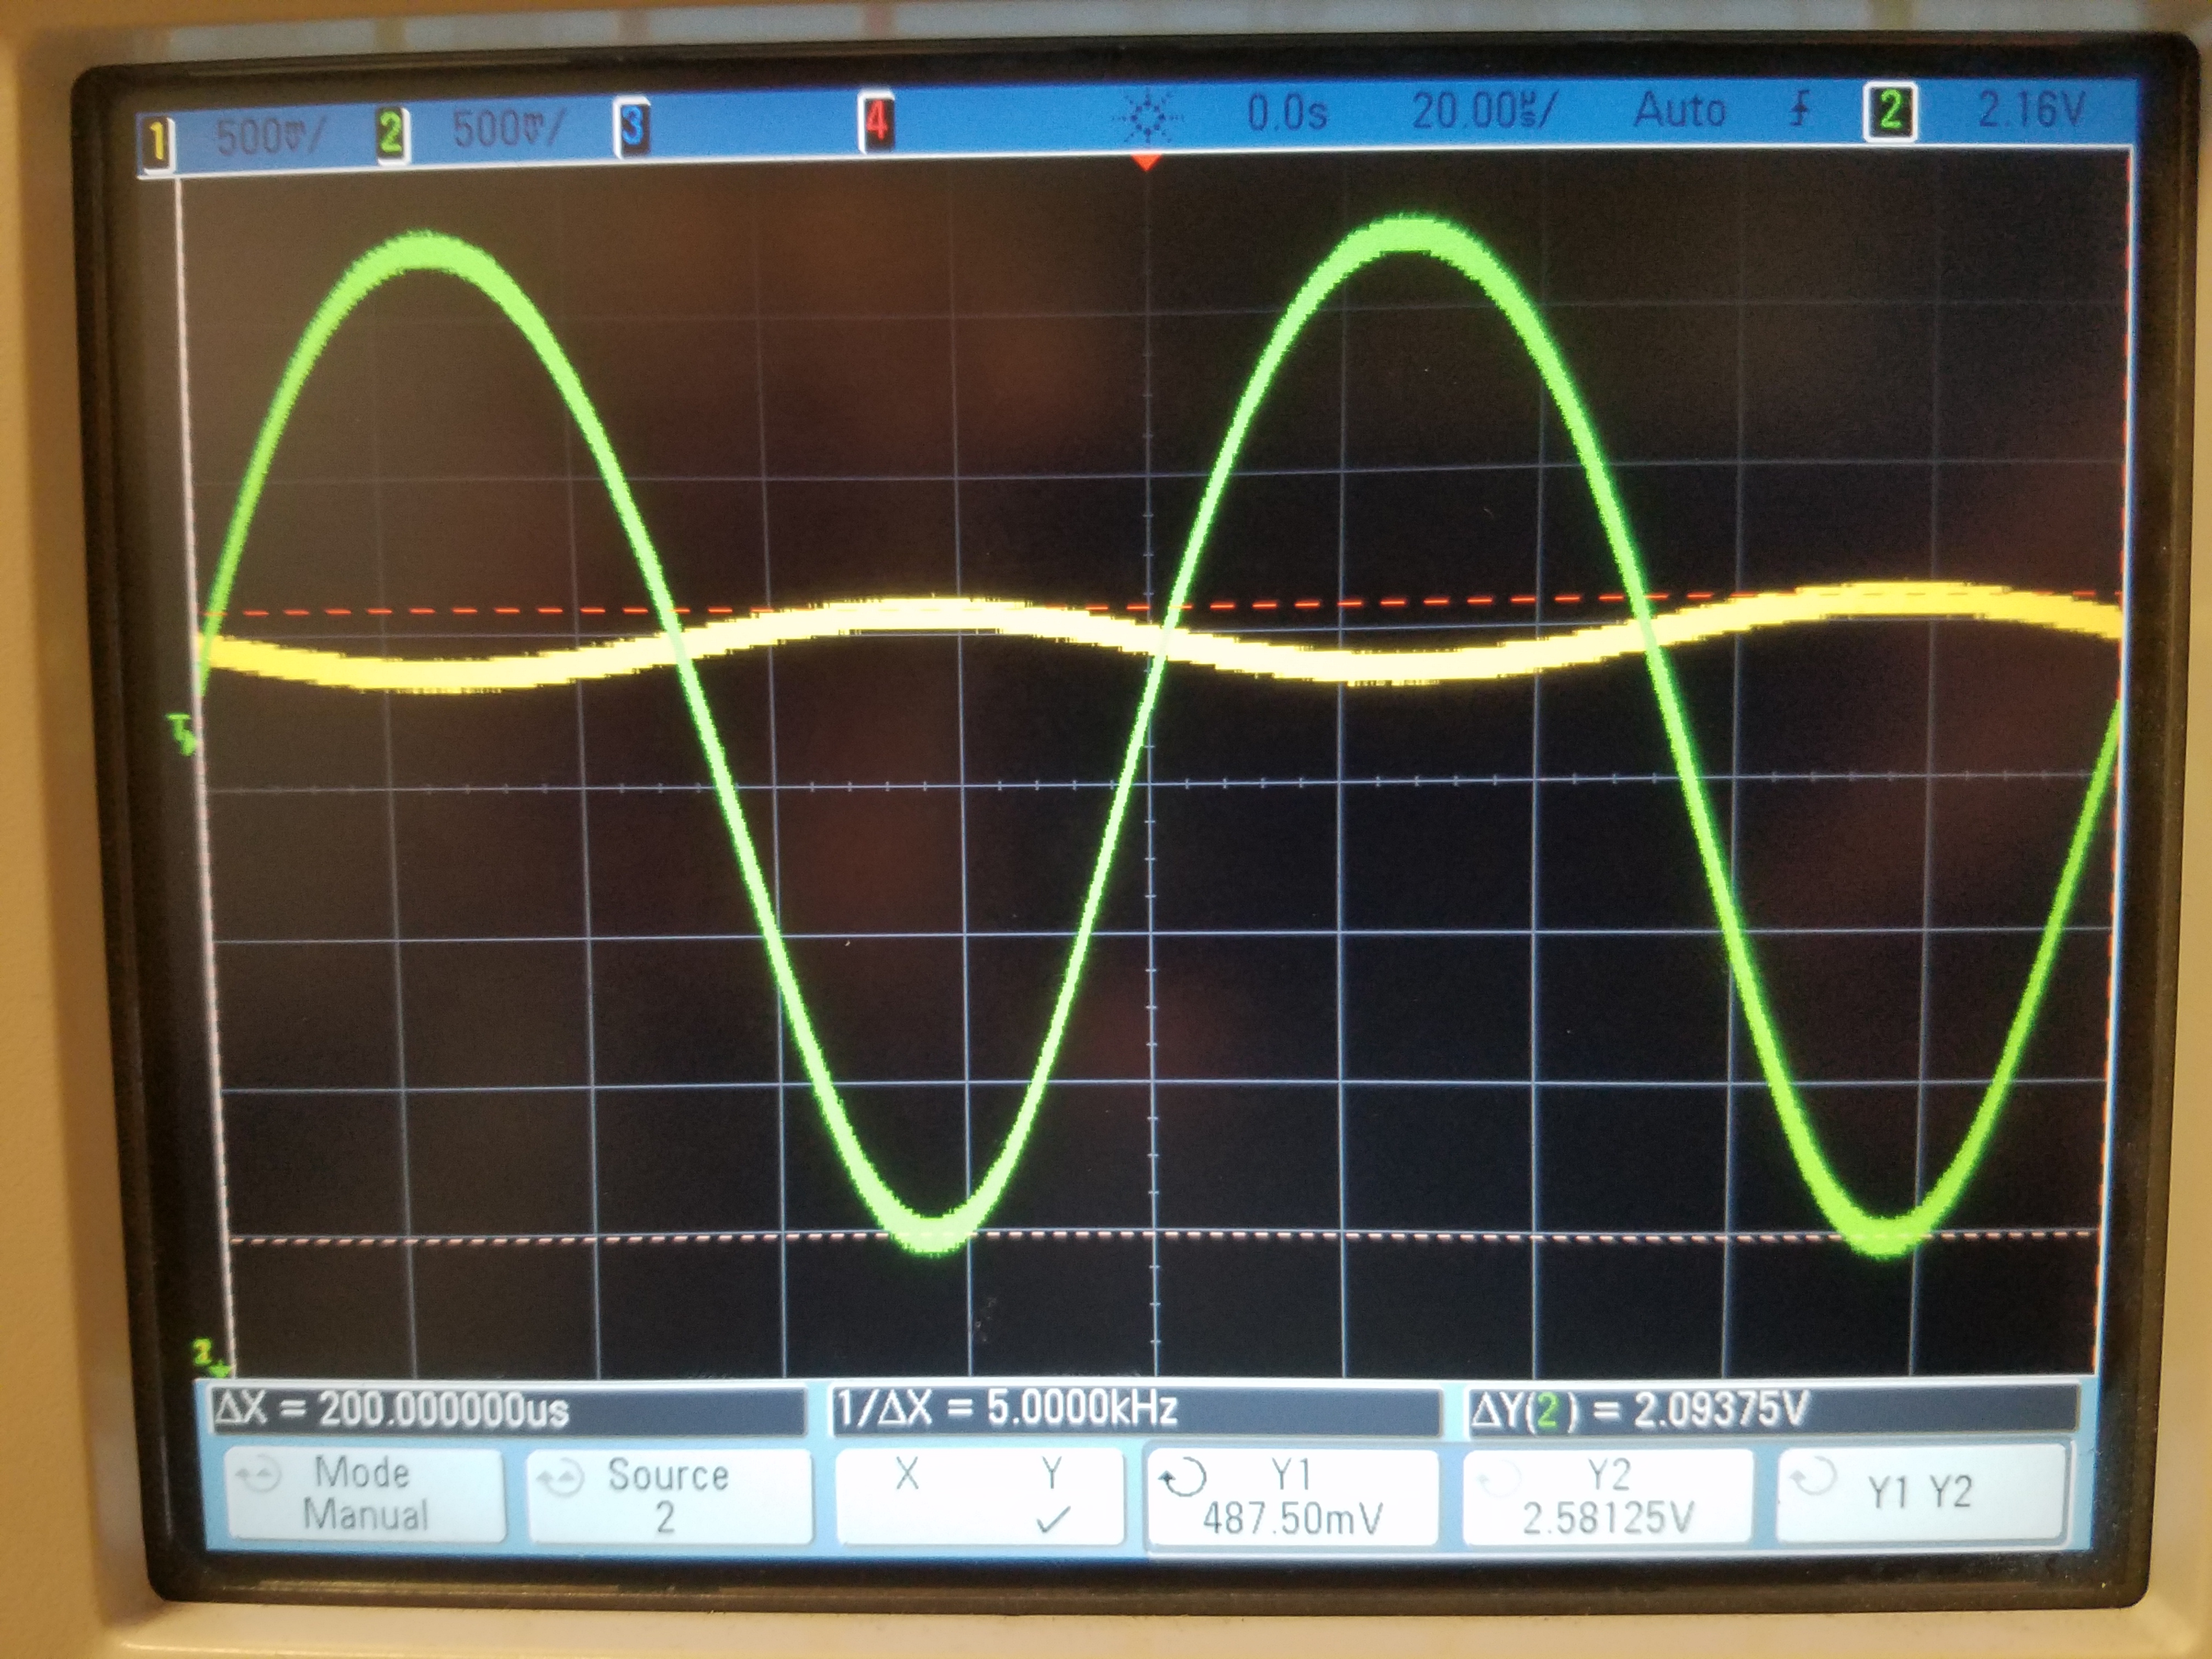 1 500mV/ 2 500mV/ 3 4 0.0s 20.00us/ Auto 2 2.16V
T
2
ΔX = 200.000000us 1/ΔX = 5.0000kHz ΔY(2) = 2.09375V
Mode Source X Y Y1 Y2 Y1 Y2
Manual 2 ✓ 487.50mV 2.58125V